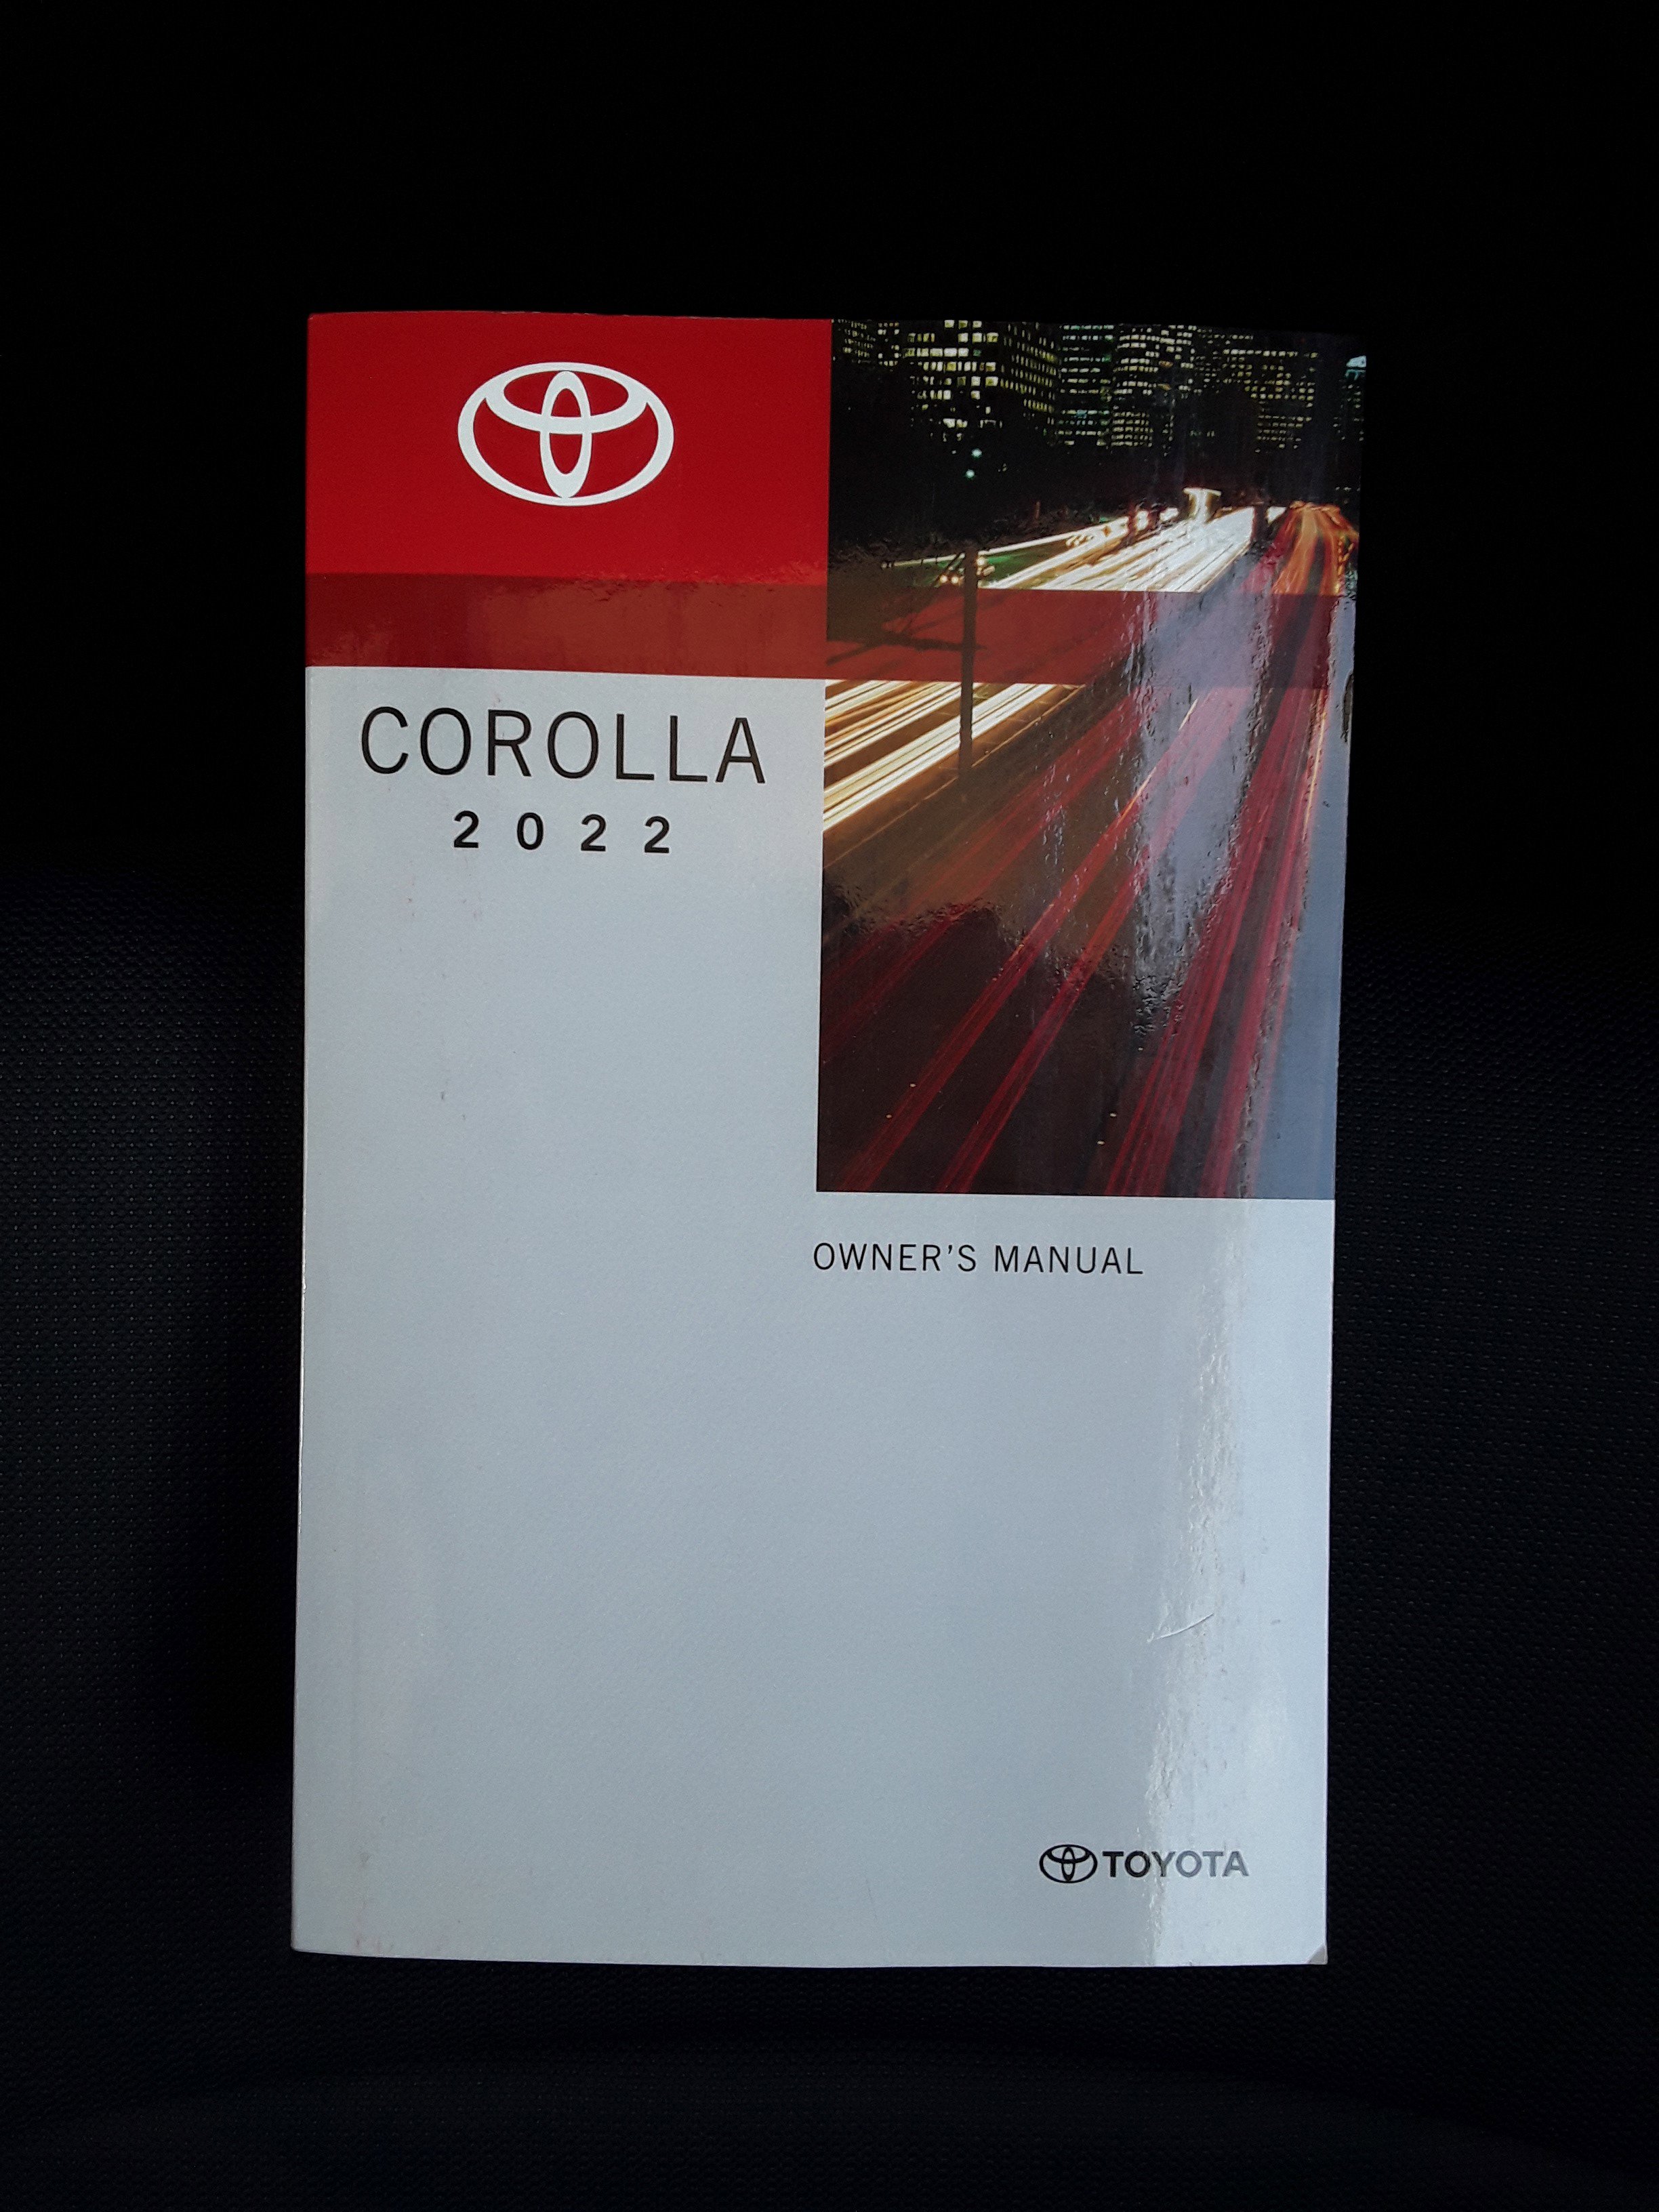 COROLLA
2022
OWNER'S MANUAL
TOYOTA